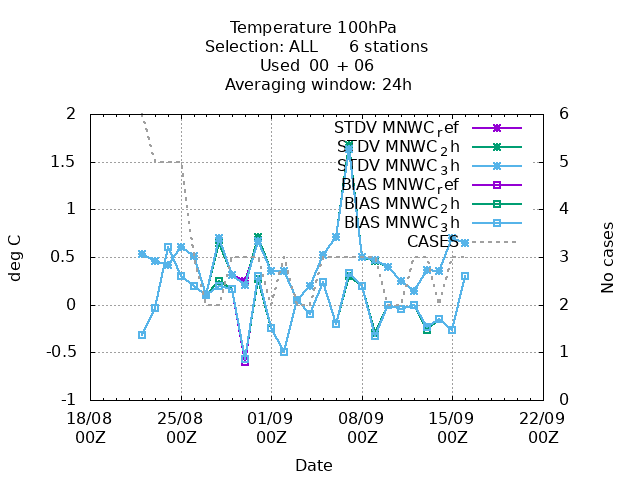 Temperature 100hPa
Selection: ALL 6 stations
Used 00 + 06
Averaging window: 24h
2
1.5
1
0.5
0
-0.5
-1
6
5
4
3
2
1
0
deg C
No cases
STDV MNWC_ref
STDV MNWC_2h
STDV MNWC_3h
BIAS MNWC_ref
BIAS MNWC_2h
BIAS MNWC_3h
CASES
18/08 25/08 01/09 08/09 15/09 22/09
00Z 00Z 00Z 00Z 00Z 00Z
Date